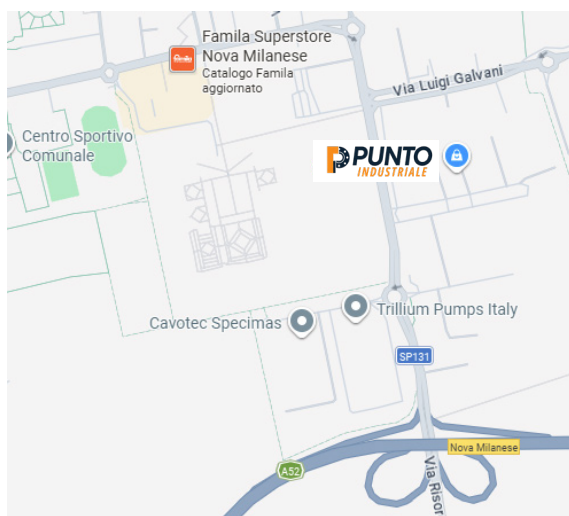 Famila Superstore
Nova Milanese
Catalogo Famila
aggiornato
Via Luigi Galvani
Centro Sportivo
Comunale
PUNTO
INDUSTRIALE
Cavotec Specimas
Trillium Pumps Italy
SP131
Nova Milanese
A52
Via Risor